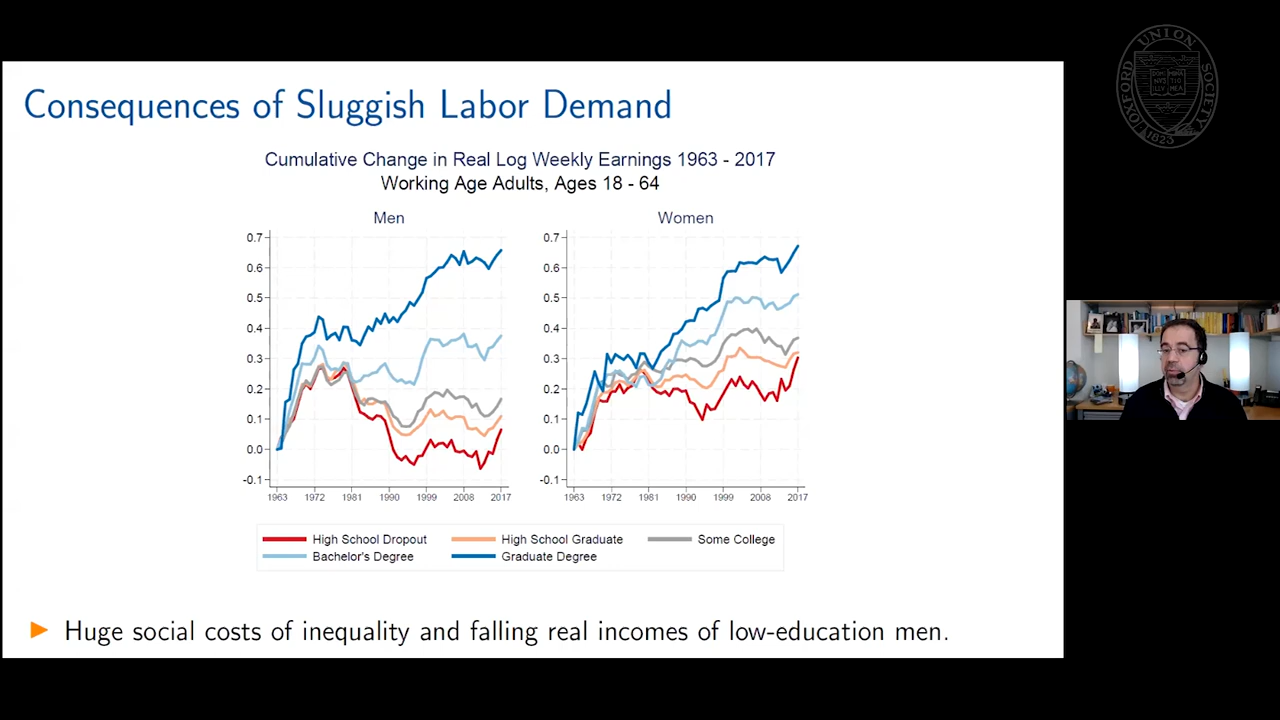 Consequences of Sluggish Labor Demand
Cumulative Change in Real Log Weekly Earnings 1963 - 2017
Working Age Adults, Ages 18 - 64
Men
Women
0.7
0.6
0.5
0.4
0.3
0.2
0.1
0.0
-0.1
1963 1972 1981 1990 1999 2008 2017
0.7
0.6
0.5
0.4
0.3
0.2
0.1
0.0
-0.1
1963 1972 1981 1990 1999 2008 2017
High School Dropout High School Graduate Some College
Bachelor's Degree Graduate Degree
Huge social costs of inequality and falling real incomes of low-education men.
OXFORD UNION SOCIETY
1823